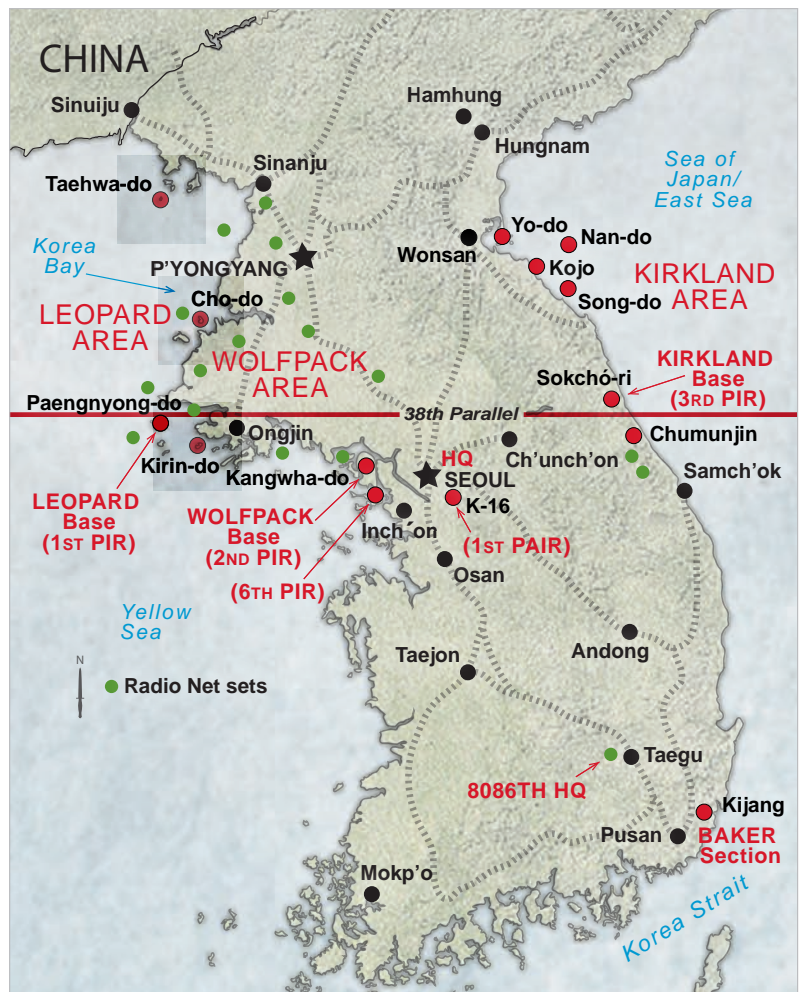 CHINA
Sinuiju
Hamhung
Hungnam
Sea of
Japan/
East Sea
Sinanju
Taehwa-do
Yo-do
Nan-do
Wonsan
Korea
Bay
P'YONGYANG
Kojo
KIRKLAND
AREA
Cho-do
Song-do
LEOPARD
AREA
WOLFPACK
AREA
KIRKLAND
Base
(3RD PIR)
Sokchó-ri
Paengnyong-do
38th Parallel
Ongjin
Chumunjin
Kirin-do
Kangwha-do
HQ
SEOUL
Ch'unch'on
Samch'ok
LEOPARD
Base
(1ST PIR)
WOLFPACK
Base
(2ND PIR)
(6TH PIR)
Inch´on
K-16
(1ST PAIR)
Osan
Yellow
Sea
Andong
Taejon
N
Radio Net sets
Taegu
8086TH HQ
Kijang
Pusan
BAKER
Section
Mokp'o
Korea Strait